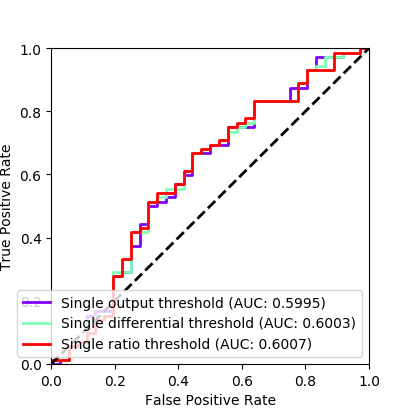 1.0
0.8
0.6
0.4
0.2
0.0
True Positive Rate
Single output threshold (AUC: 0.5995)
Single differential threshold (AUC: 0.6003)
Single ratio threshold (AUC: 0.6007)
0.0 0.2 0.4 0.6 0.8 1.0
False Positive Rate